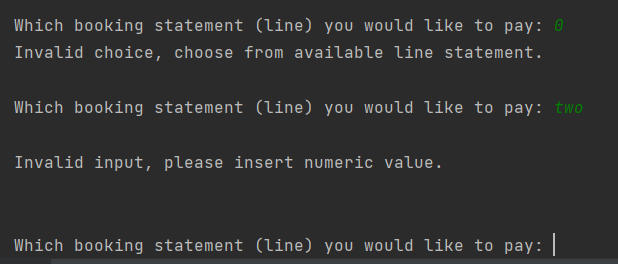 Which booking statement (line) you would like to pay: 0
Invalid choice, choose from available line statement.
Which booking statement (line) you would like to pay: two
Invalid input, please insert numeric value.
Which booking statement (line) you would like to pay: